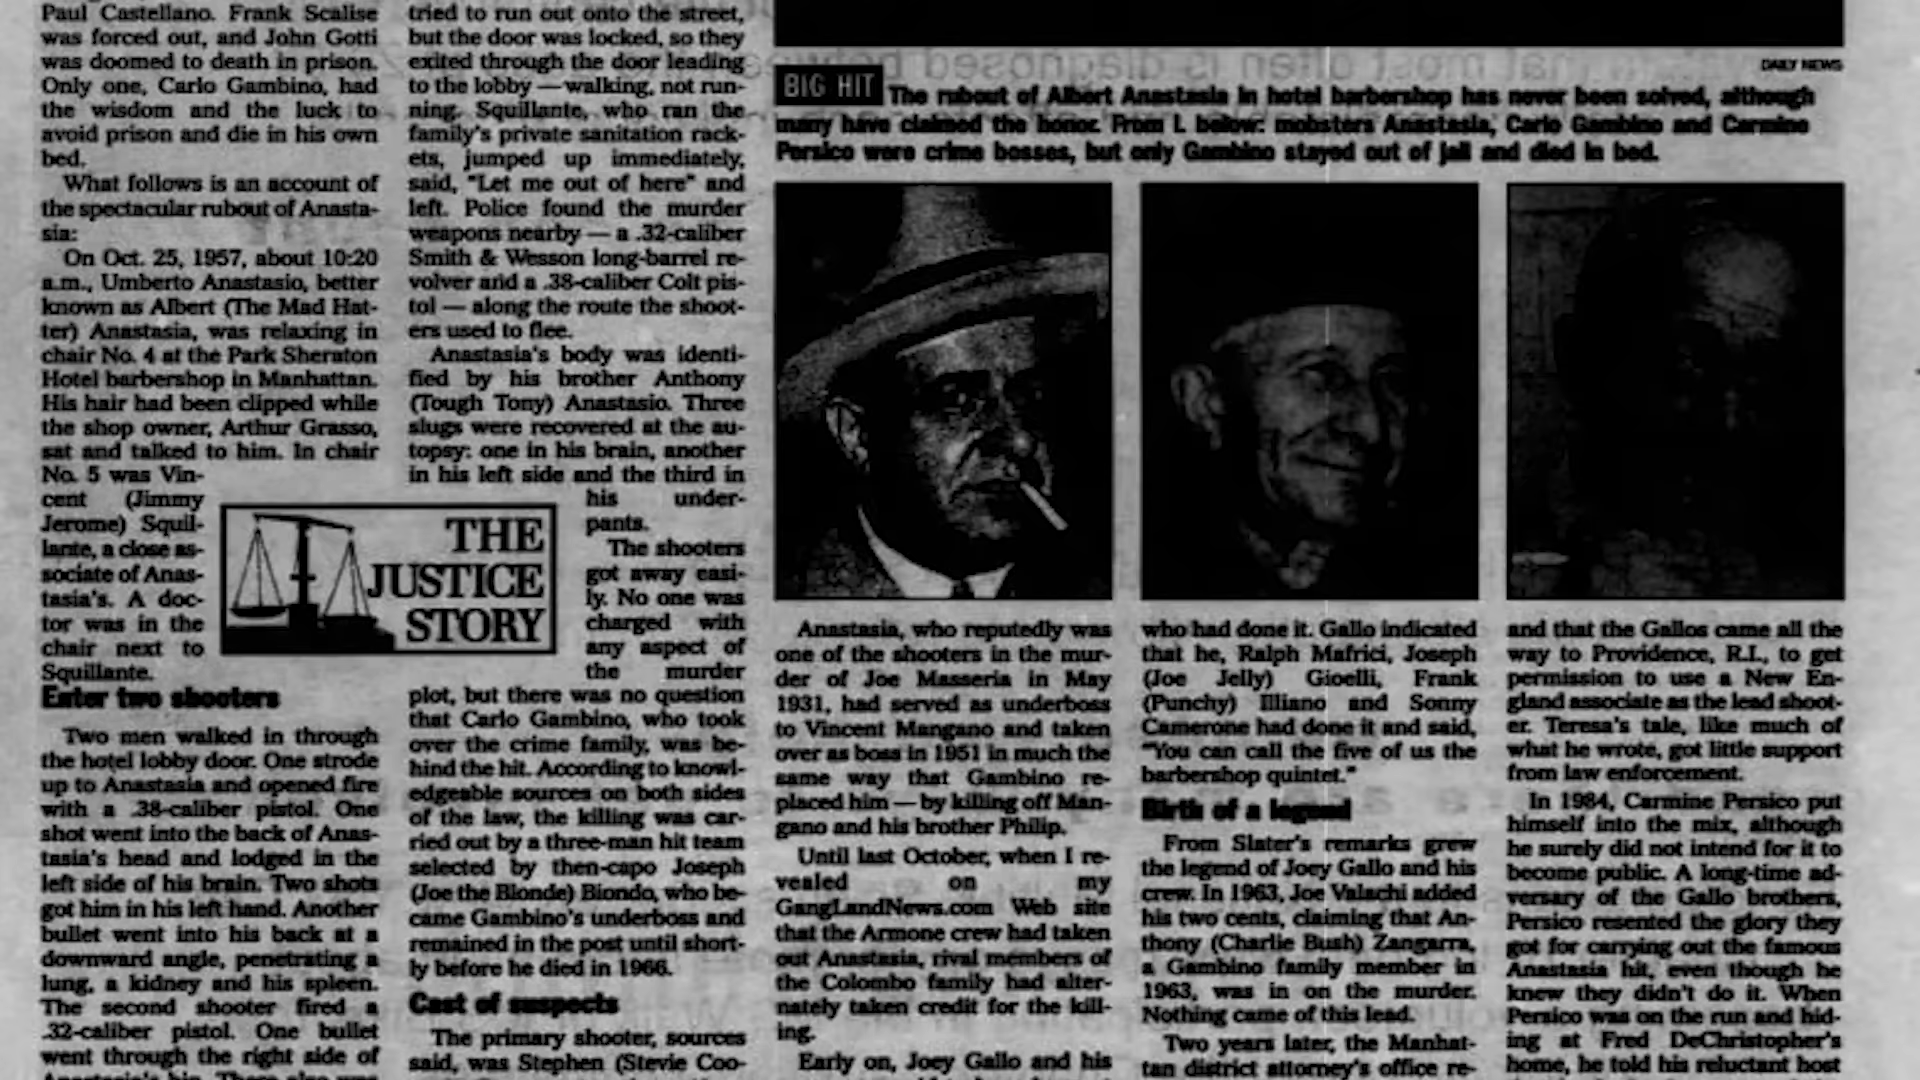 Paul Castellano. Frank Scalise
was forced out, and John Gotti
was doomed to death in prison.
Only one, Carlo Gambino, had
the wisdom and the luck to
avoid prison and die in his own
bed.
What follows is an account of
the spectacular rubout of Anasta-
sia:
On Oct. 25, 1957, about 10:20
a.m., Umberto Anastasio, better
known as Albert (The Mad Hat-
ter) Anastasia, was relaxing in
chair No. 4 at the Park Sheraton
Hotel barbershop in Manhattan.
His hair had been clipped while
the shop owner, Arthur Grasso,
sat and talked to him. In chair
No. 5 was Vin-
cent (Jimmy
Jerome) Squil-
lante, a close as-
sociate of Anas-
tasia's. A doc-
tor was in the
chair next to
Squillante.
Enter two shooters
Two men walked in through
the hotel lobby door. One strode
up to Anastasia and opened fire
with a .38-caliber pistol. One
shot went into the back of Anas-
tasia's head and lodged in the
left side of his brain. Two shots
got him in his left hand. Another
bullet went into his back at a
downward angle, penetrating a
lung, a kidney and his spleen.
The second shooter fired a
.32-caliber pistol. One bullet
went through the right side of
THE
JUSTICE
STORY
tried to run out onto the street,
but the door was locked, so they
exited through the door leading
to the lobby — walking, not run-
ning. Squillante, who ran the
family's private sanitation rack-
ets, jumped up immediately,
said, "Let me out of here" and
left. Police found the murder
weapons nearby — a .32-caliber
Smith & Wesson long-barrel re-
volver and a .38-caliber Colt pis-
tol — along the route the shoot-
ers used to flee.
Anastasia's body was identi-
fied by his brother Anthony
(Tough Tony) Anastasio. Three
slugs were recovered at the au-
topsy: one in his brain, another
in his left side and the third in
his under-
pants.
The shooters
got away easi-
ly. No one was
charged with
any aspect of
the murder
plot, but there was no question
that Carlo Gambino, who took
over the crime family, was be-
hind the hit. According to knowl-
edgeable sources on both sides
of the law, the killing was car-
ried out by a three-man hit team
selected by then-capo Joseph
(Joe the Blonde) Biondo, who be-
came Gambino's underboss and
remained in the post until short-
ly before he died in 1966.
Cast of suspects
The primary shooter, sources
said, was Stephen (Stevie Coo-
DAILY NEWS
BIG HIT The rubout of Albert Anastasia in hotel barbershop has never been solved, although
many have claimed the honor. From l. below: mobsters Anastasia, Carlo Gambino and Carmine
Persico were crime bosses, but only Gambino stayed out of jail and died in bed.
Anastasia, who reputedly was
one of the shooters in the mur-
der of Joe Masseria in May
1931, had served as underboss
to Vincent Mangano and taken
over as boss in 1951 in much the
same way that Gambino re-
placed him — by killing off Man-
gano and his brother Philip.
Until last October, when I re-
vealed on my
GangLandNews.com Web site
that the Armone crew had taken
out Anastasia, rival members of
the Colombo family had alter-
nately taken credit for the kill-
ing.
Early on, Joey Gallo and his
who had done it. Gallo indicated
that he, Ralph Mafrici, Joseph
(Joe Jelly) Gioelli, Frank
(Punchy) Illiano and Sonny
Camerone had done it and said,
"You can call the five of us the
barbershop quintet."
Birth of a legend
From Slater's remarks grew
the legend of Joey Gallo and his
crew. In 1963, Joe Valachi added
his two cents, claiming that An-
thony (Charlie Bush) Zangarra,
a Gambino family member in
1963, was in on the murder.
Nothing came of this lead.
Two years later, the Manhat-
tan district attorney's office re-
and that the Gallos came all the
way to Providence, R.I., to get
permission to use a New En-
gland associate as the lead shoot-
er. Teresa's tale, like much of
what he wrote, got little support
from law enforcement.
In 1984, Carmine Persico put
himself into the mix, although
he surely did not intend for it to
become public. A long-time ad-
versary of the Gallo brothers,
Persico resented the glory they
got for carrying out the famous
Anastasia hit, even though he
knew they didn't do it. When
Persico was on the run and hid-
ing at Fred DeChristopher's
home, he told his reluctant host